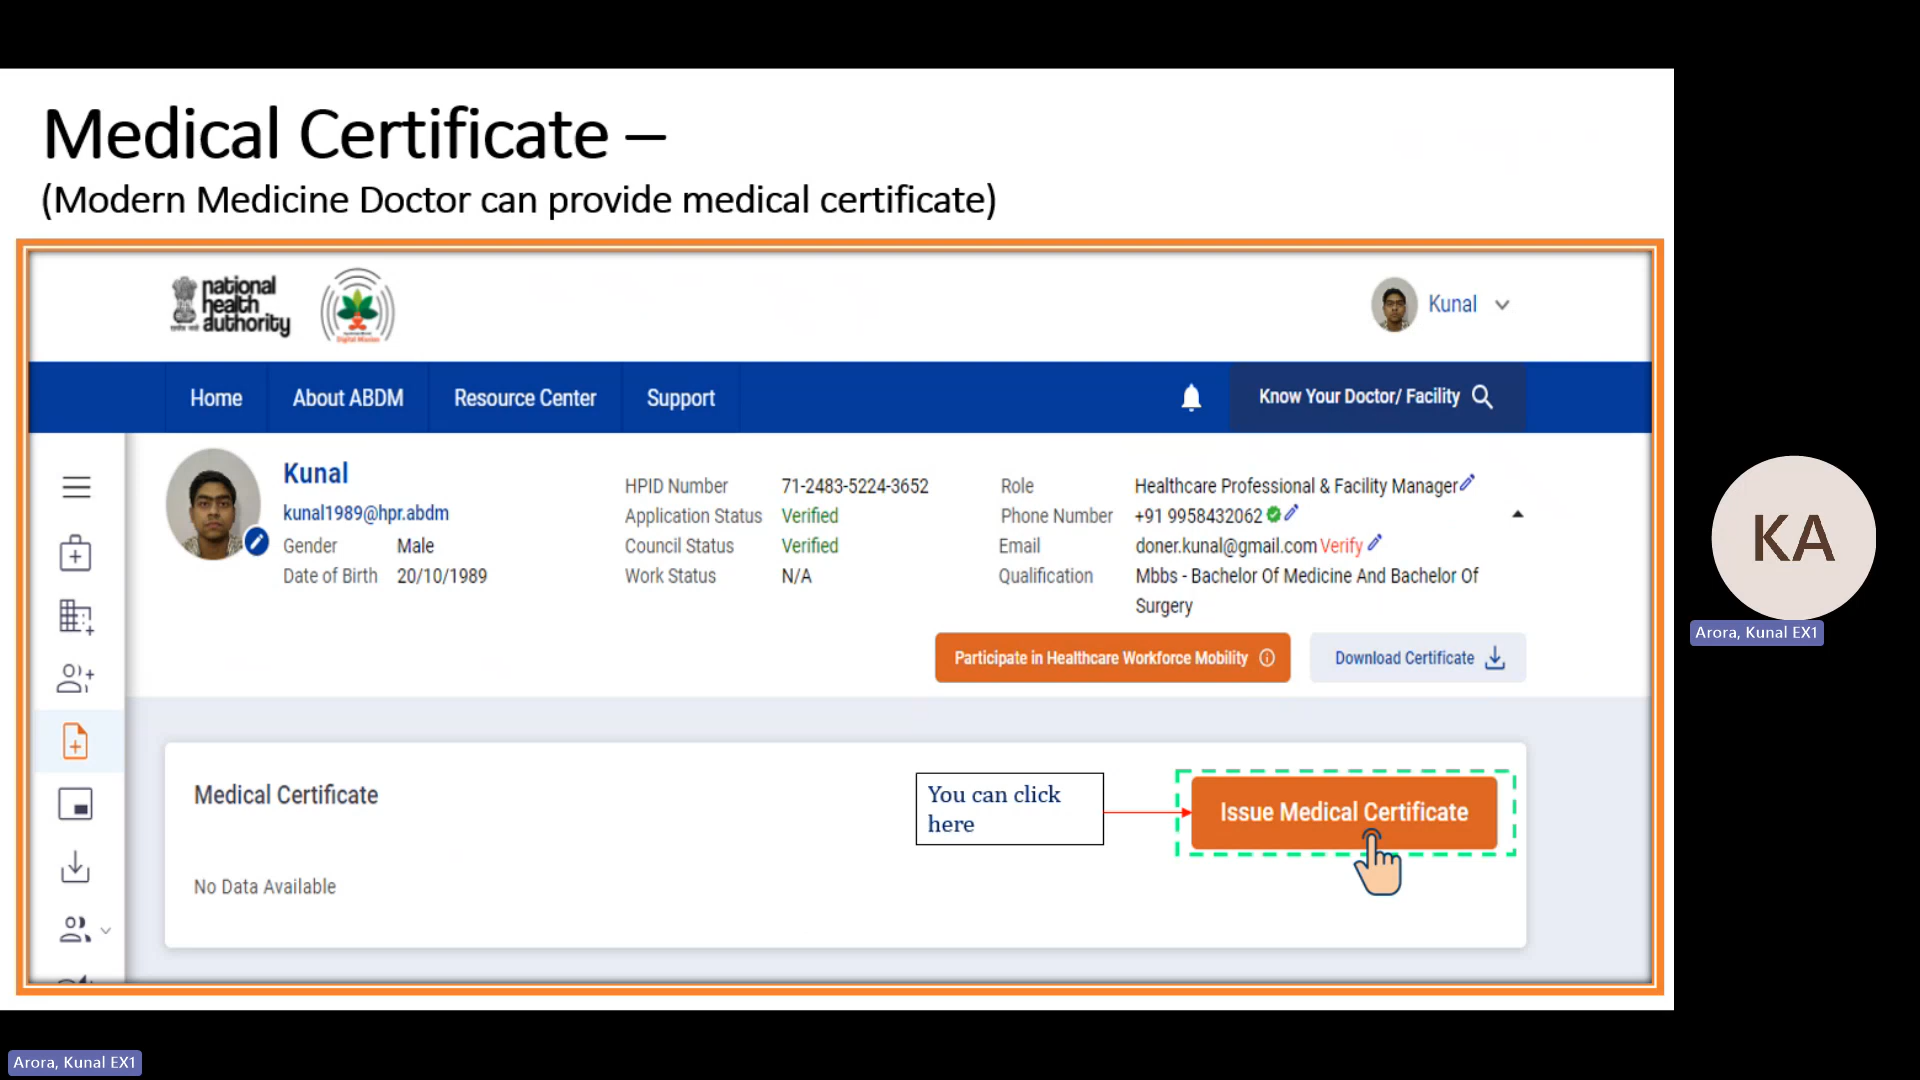 Medical Certificate –
(Modern Medicine Doctor can provide medical certificate)
national
health
authority
Digital Mission
Kunal
Home
About ABDM
Resource Center
Support
Know Your Doctor/ Facility
Kunal
kunal1989@hpr.abdm
Gender Male
Date of Birth 20/10/1989
HPID Number 71-2483-5224-3652
Application Status Verified
Council Status Verified
Work Status N/A
Role Healthcare Professional & Facility Manager
Phone Number +91 9958432062
Email doner.kunal@gmail.com Verify
Qualification Mbbs - Bachelor Of Medicine And Bachelor Of
Surgery
Participate in Healthcare Workforce Mobility
Download Certificate
Medical Certificate
You can click
here
Issue Medical Certificate
No Data Available
KA
Arora, Kunal EX1
Arora, Kunal EX1